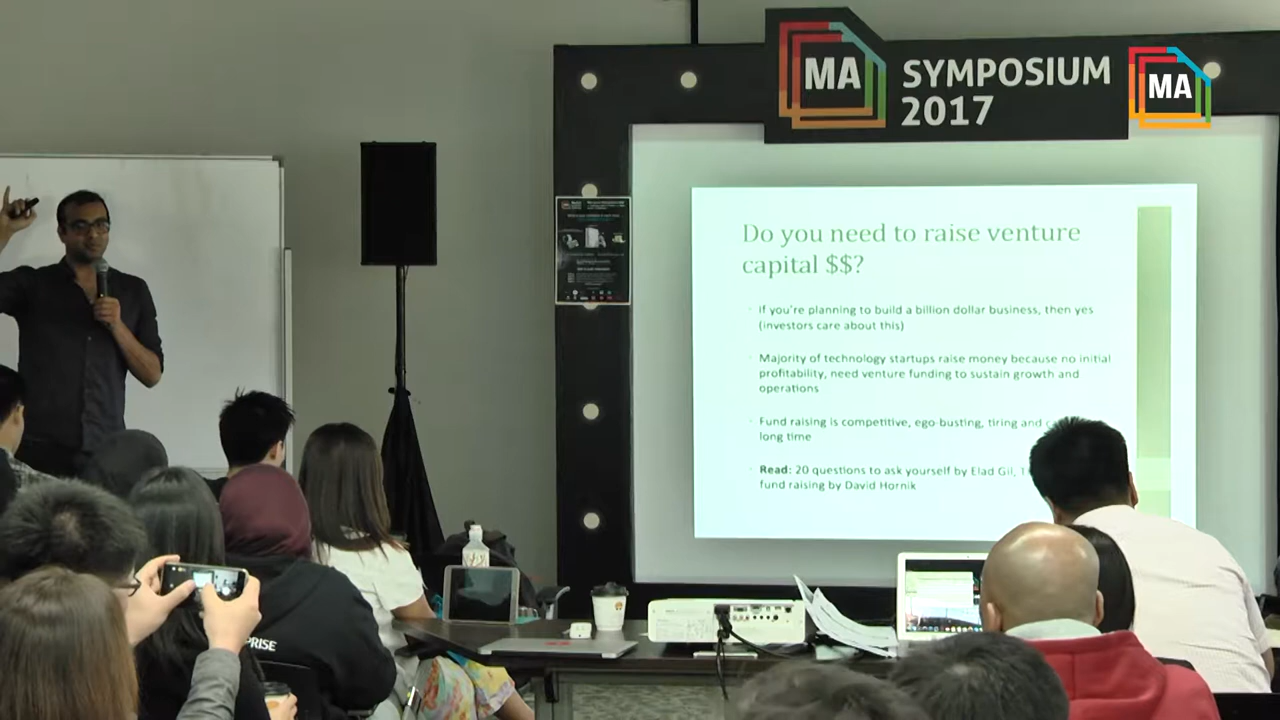 MA
SYMPOSIUM
2017
MA
Do you need to raise venture
capital $$?
If you're planning to build a billion dollar business, then yes
(investors care about this)
Majority of technology startups raise money because no initial
profitability, need venture funding to sustain growth and
operations
Fund raising is competitive, ego-busting, tiring and
long time
Read: 20 questions to ask yourself by Elad Gil,
fund raising by David Hornik
PRISE